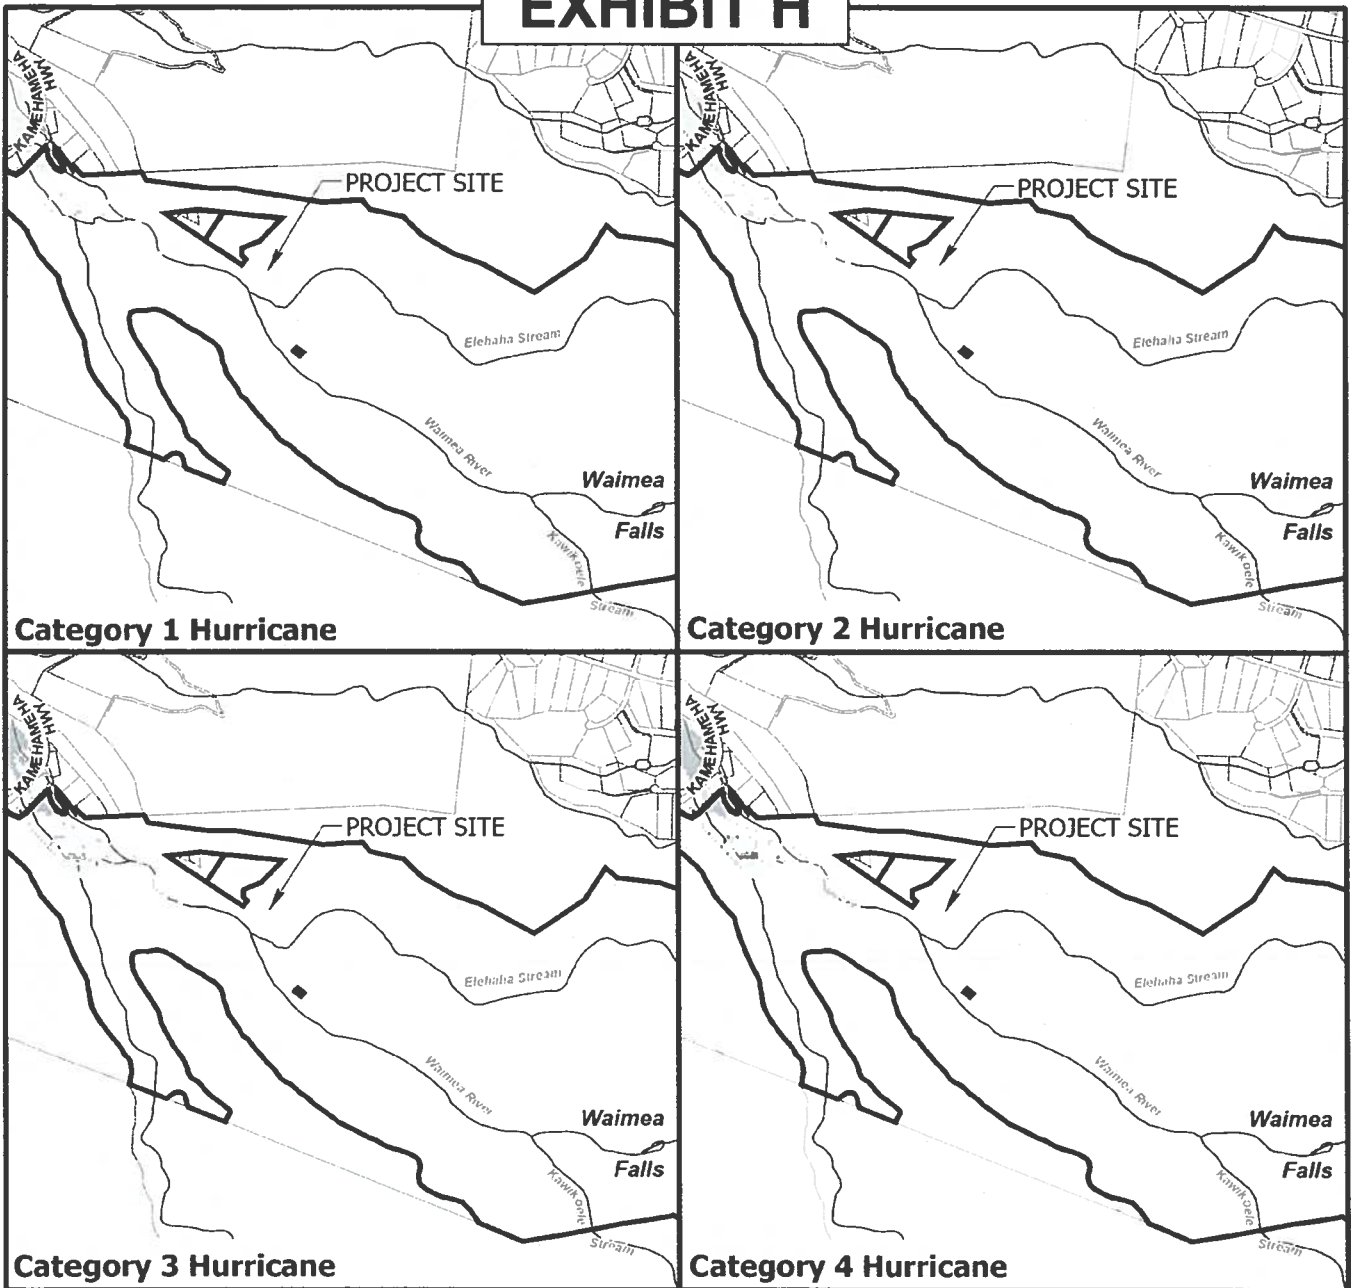 EXHIBIT H
KAMEHAMEHA
HWY
PROJECT SITE
Elehaha Stream
Waimea River
Waimea
Falls
Kawikoele
Stream
Category 1 Hurricane
KAMEHAMEHA
HWY
PROJECT SITE
Elehaha Stream
Waimea River
Waimea
Falls
Kawikoele
Stream
Category 2 Hurricane
KAMEHAMEHA
HWY
PROJECT SITE
Elehaha Stream
Waimea River
Waimea
Falls
Kawikoele
Stream
Category 3 Hurricane
KAMEHAMEHA
HWY
PROJECT SITE
Elehaha Stream
Waimea River
Waimea
Falls
Kawikoele
Stream
Category 4 Hurricane